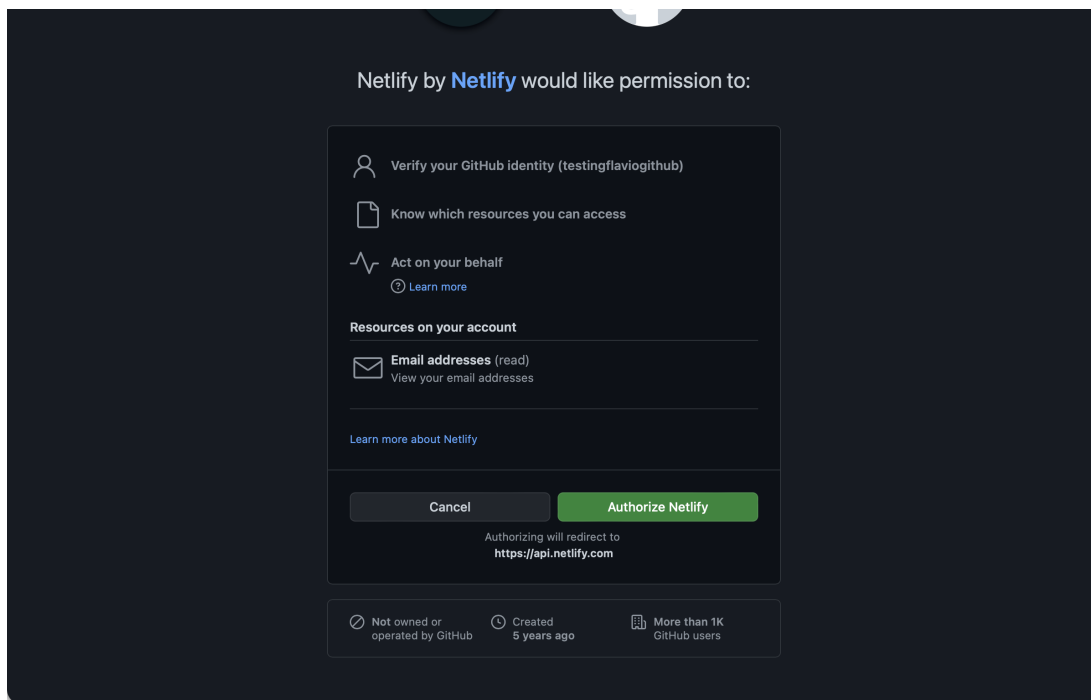 Netlify by Netlify would like permission to:
Verify your GitHub identity (testingflaviogithub)
Know which resources you can access
Act on your behalf
Learn more
Resources on your account
Email addresses (read)
View your email addresses
Learn more about Netlify
Cancel
Authorize Netlify
Authorizing will redirect to
https://api.netlify.com
Not owned or
operated by GitHub
Created
5 years ago
More than 1K
GitHub users